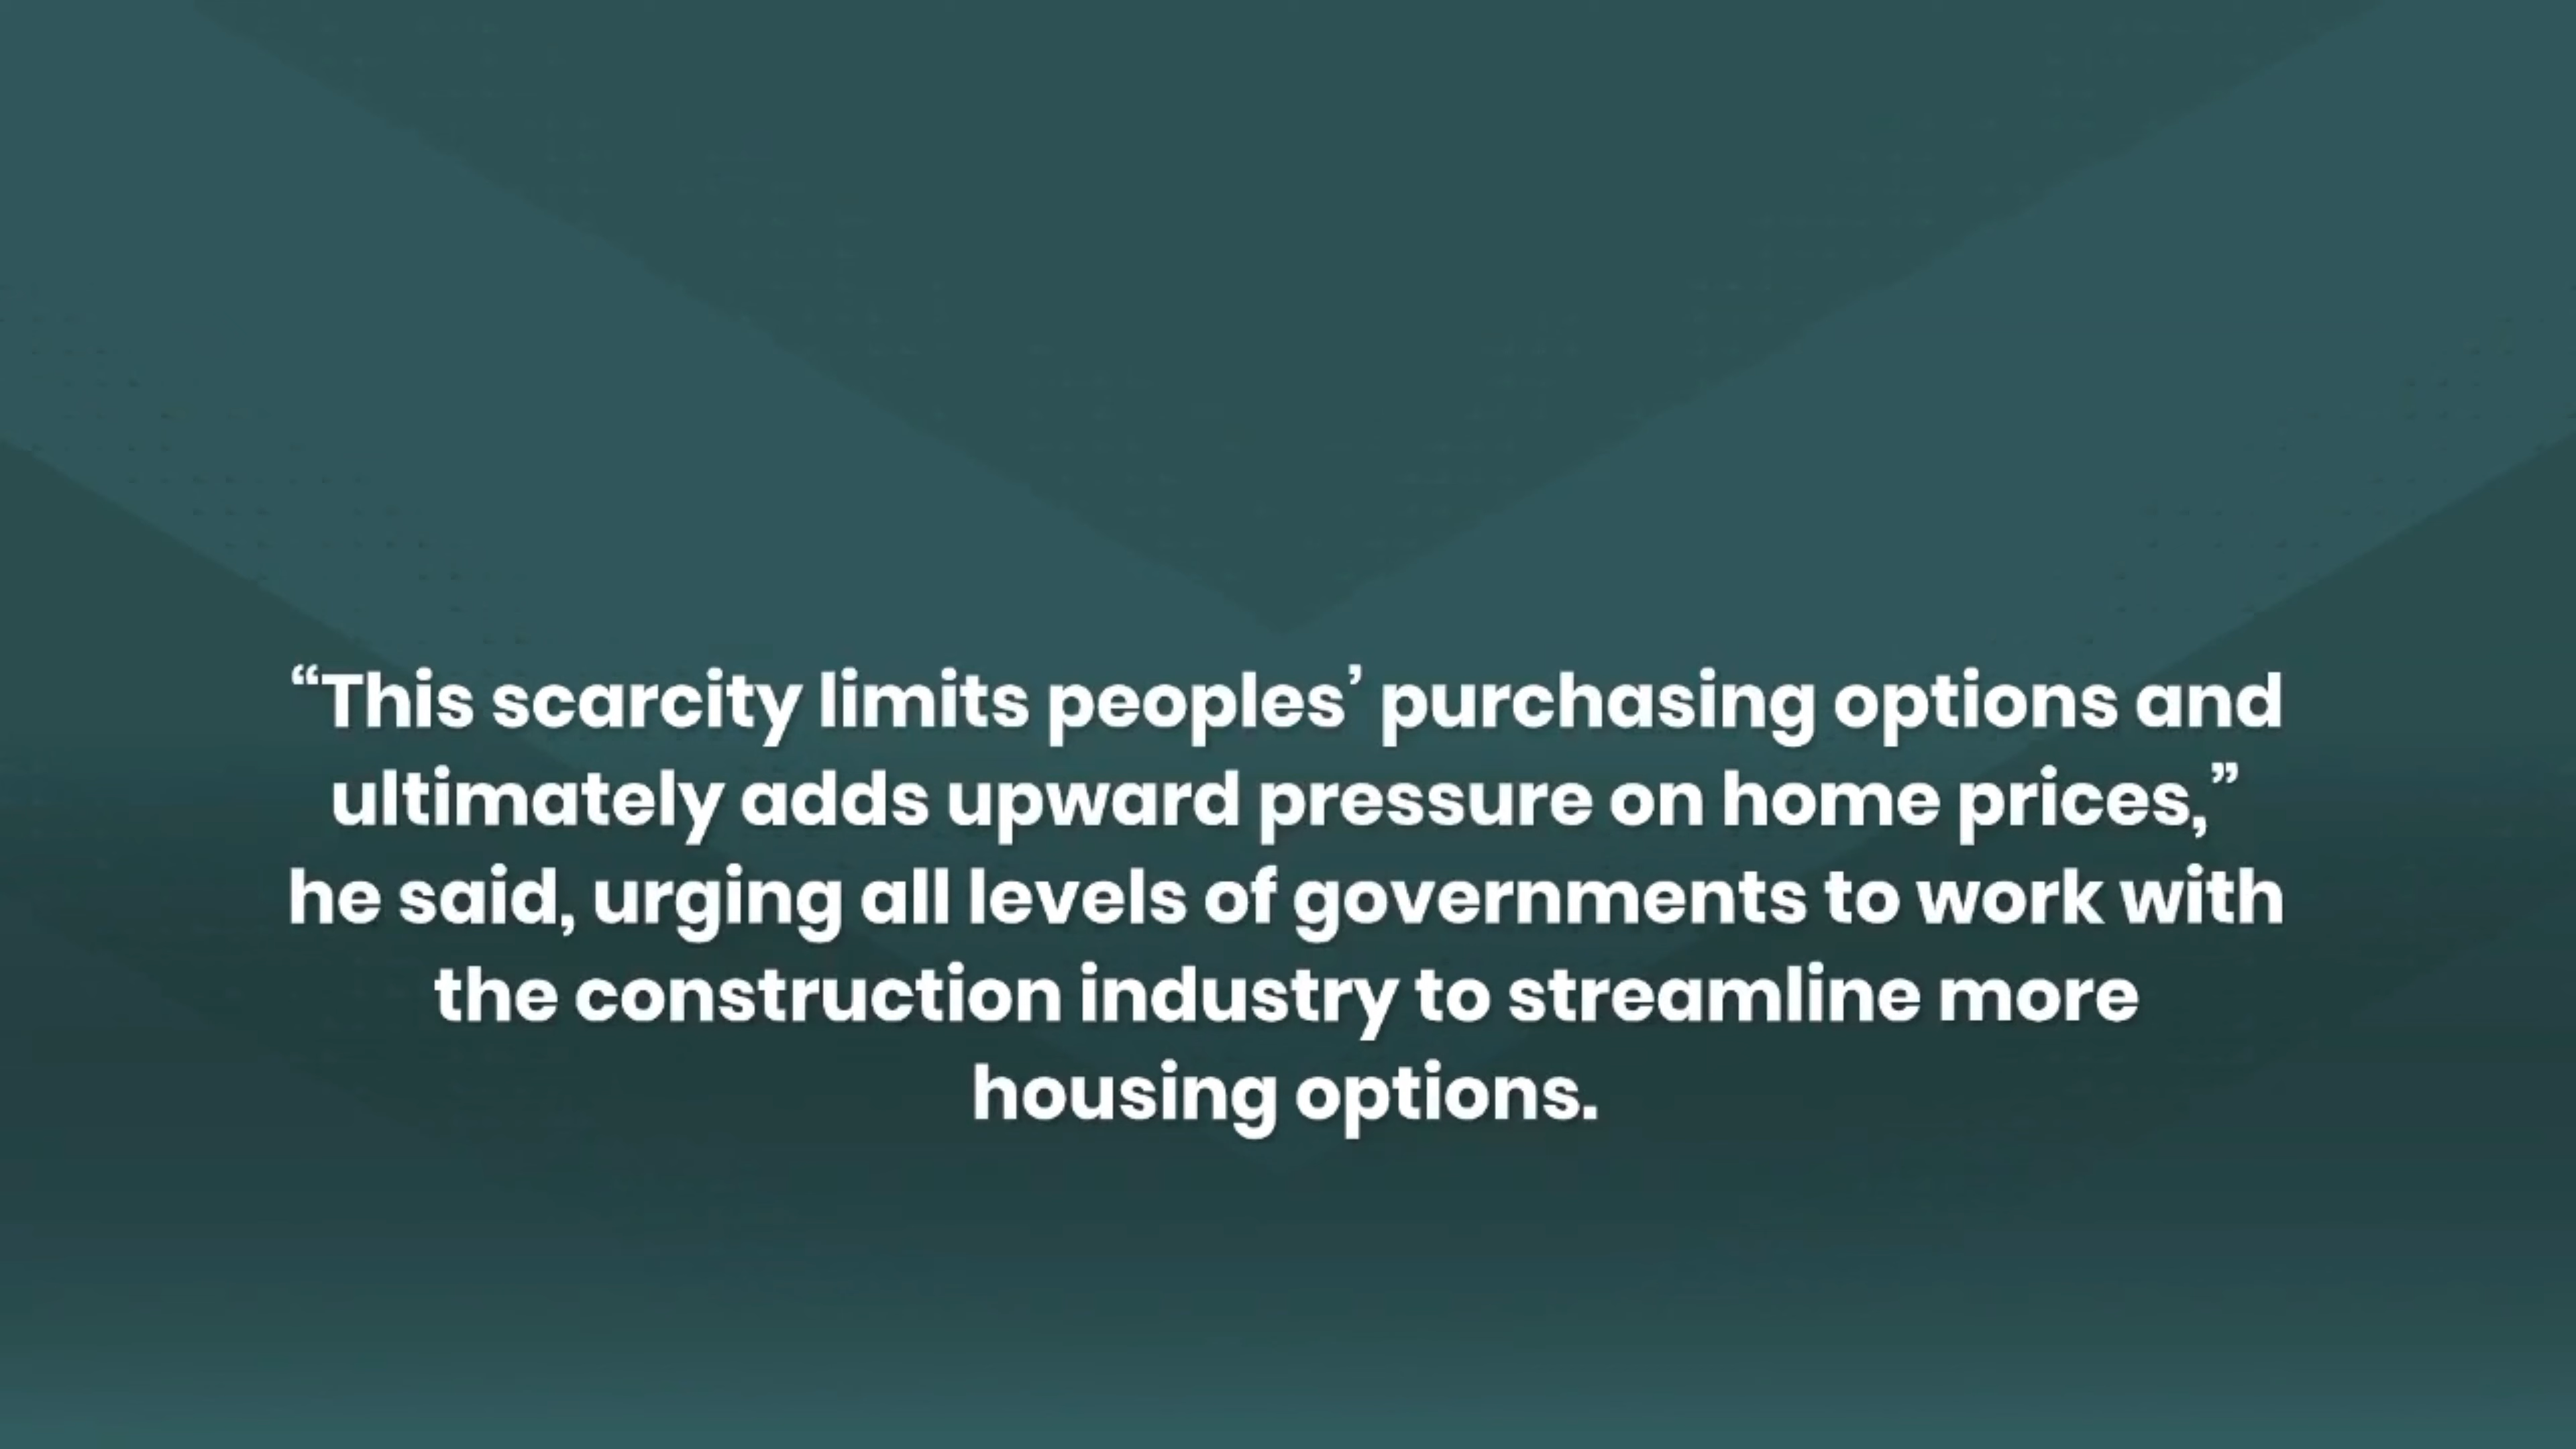 “This scarcity limits peoples’ purchasing options and
ultimately adds upward pressure on home prices,”
he said, urging all levels of governments to work with
the construction industry to streamline more
housing options.